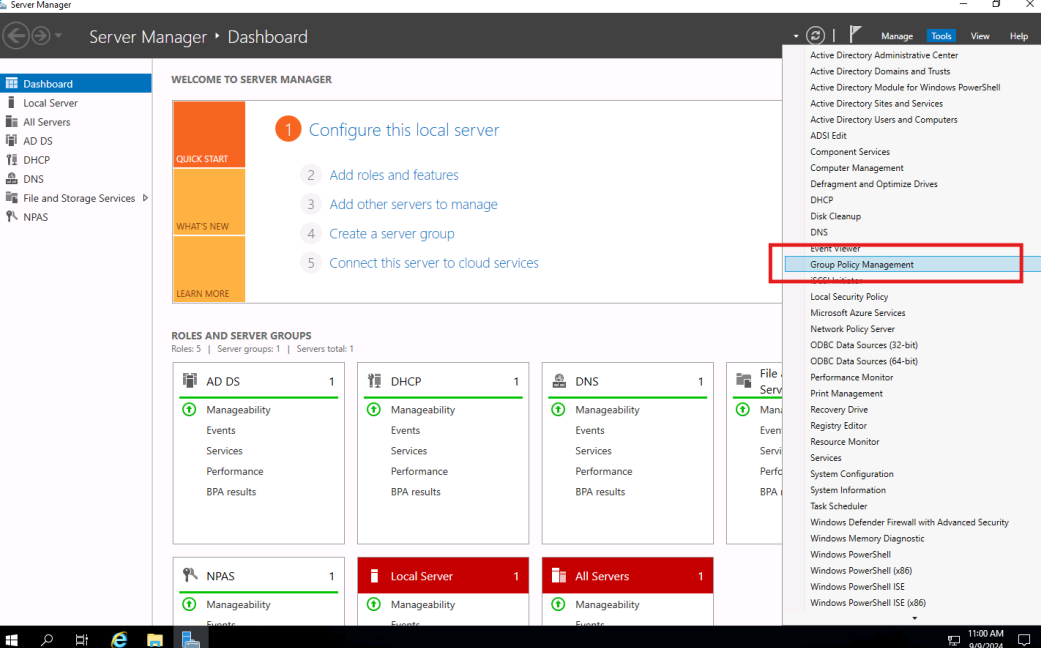 Server Manager
Server Manager • Dashboard
Manage Tools View Help
Dashboard
Local Server
All Servers
AD DS
DHCP
DNS
File and Storage Services
NPAS
WELCOME TO SERVER MANAGER
QUICK START
WHAT'S NEW
LEARN MORE
1 Configure this local server
2 Add roles and features
3 Add other servers to manage
4 Create a server group
5 Connect this server to cloud services
ROLES AND SERVER GROUPS
Roles: 5 | Server groups: 1 | Servers total: 1
AD DS 1
Manageability
Events
Services
Performance
BPA results
DHCP 1
Manageability
Events
Services
Performance
BPA results
DNS 1
Manageability
Events
Services
Performance
BPA results
File
Serv
Mana
Even
Servi
Perfo
BPA
NPAS 1
Manageability
Events
Local Server 1
Manageability
Events
All Servers 1
Manageability
Events
Active Directory Administrative Center
Active Directory Domains and Trusts
Active Directory Module for Windows PowerShell
Active Directory Sites and Services
Active Directory Users and Computers
ADSI Edit
Component Services
Computer Management
Defragment and Optimize Drives
DHCP
Disk Cleanup
DNS
Event Viewer
Group Policy Management
iSCSI Initiator
Local Security Policy
Microsoft Azure Services
Network Policy Server
ODBC Data Sources (32-bit)
ODBC Data Sources (64-bit)
Performance Monitor
Print Management
Recovery Drive
Registry Editor
Resource Monitor
Services
System Configuration
System Information
Task Scheduler
Windows Defender Firewall with Advanced Security
Windows Memory Diagnostic
Windows PowerShell
Windows PowerShell (x86)
Windows PowerShell ISE
Windows PowerShell ISE (x86)
11:00 AM
9/9/2024